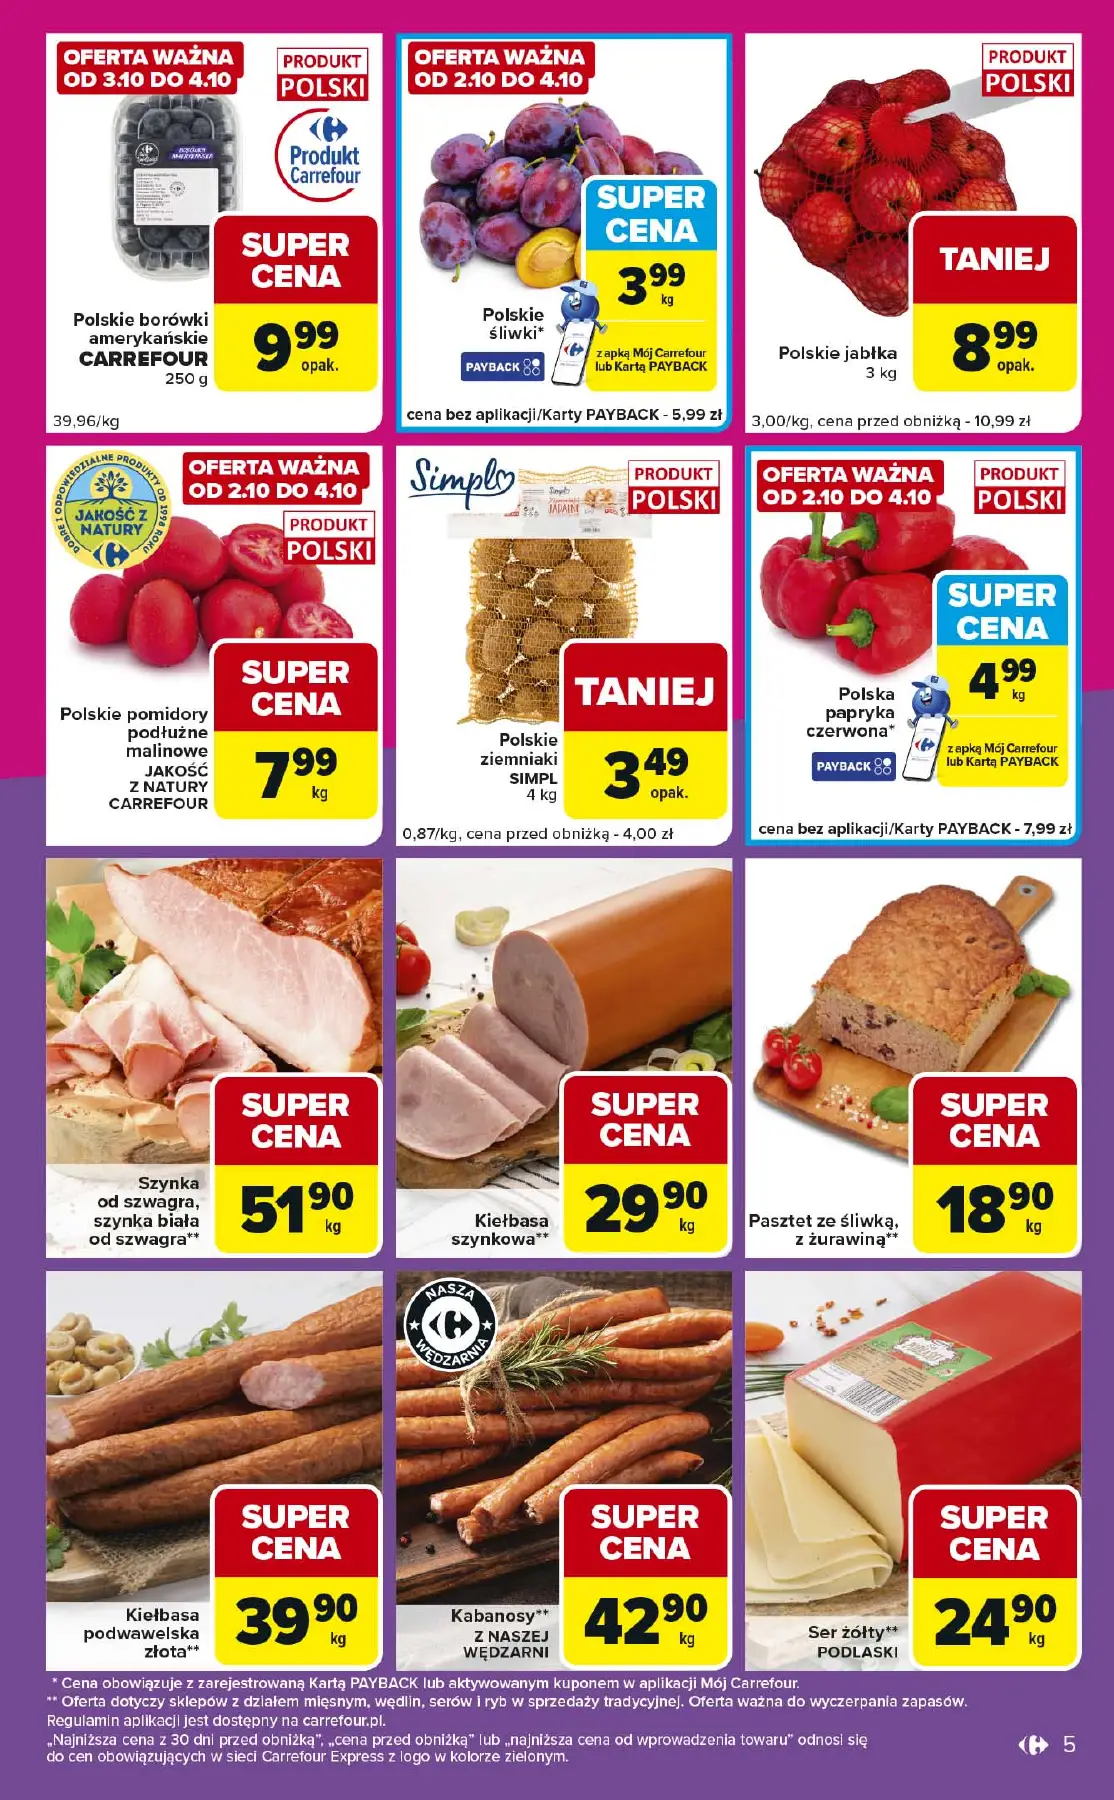 OFERTA WAŻNA
OD 3.10 DO 4.10
PRODUKT
POLSKI
Produkt
Carrefour
BORÓWKA
AMERYKAŃSKA
SUPER
CENA
9 99
opak.
Polskie borówki
amerykańskie
CARREFOUR
250 g
39,96/kg
OFERTA WAŻNA
OD 2.10 DO 4.10
SUPER
CENA
3 99
kg
Polskie
śliwki*
PAYBACK
z apką Mój Carrefour
lub Kartą PAYBACK
cena bez aplikacji/Karty PAYBACK - 5,99 zł
PRODUKT
POLSKI
TANIEJ
8 99
opak.
Polskie jabłka
3 kg
3,00/kg, cena przed obniżką - 10,99 zł
DOBRE I ODPOWIEDZIALNE PRODUKTY OD 1998 ROKU
JAKOŚĆ Z
NATURY
OFERTA WAŻNA
OD 2.10 DO 4.10
PRODUKT
POLSKI
SUPER
CENA
7 99
kg
Polskie pomidory
podłużne
malinowe
JAKOŚĆ
Z NATURY
CARREFOUR
Simpl
PRODUKT
POLSKI
Simpl
JADALNE
TANIEJ
3 49
opak.
Polskie
ziemniaki
SIMPL
4 kg
0,87/kg, cena przed obniżką - 4,00 zł
OFERTA WAŻNA
OD 2.10 DO 4.10
PRODUKT
POLSKI
SUPER
CENA
4 99
kg
Polska
papryka
czerwona*
PAYBACK
z apką Mój Carrefour
lub Kartą PAYBACK
cena bez aplikacji/Karty PAYBACK - 7,99 zł
SUPER
CENA
51 90
kg
Szynka
od szwagra,
szynka biała
od szwagra**
SUPER
CENA
29 90
kg
Kiełbasa
szynkowa**
SUPER
CENA
18 90
kg
Pasztet ze śliwką,
z żurawiną**
SUPER
CENA
39 90
kg
Kiełbasa
podwawelska
złota**
NASZA
WĘDZARNIA
SUPER
CENA
42 90
kg
Kabanosy**
Z NASZEJ
WĘDZARNI
SUPER
CENA
24 90
kg
Ser żółty**
PODLASKI
* Cena obowiązuje z zarejestrowaną Kartą PAYBACK lub aktywowanym kuponem w aplikacji Mój Carrefour.
** Oferta dotyczy sklepów z działem mięsnym, wędlin, serów i ryb w sprzedaży tradycyjnej. Oferta ważna do wyczerpania zapasów.
Regulamin aplikacji jest dostępny na carrefour.pl.
„Najniższa cena z 30 dni przed obniżką”, „cena przed obniżką” lub „najniższa cena od wprowadzenia towaru” odnosi się
do cen obowiązujących w sieci Carrefour Express z logo w kolorze zielonym.
5